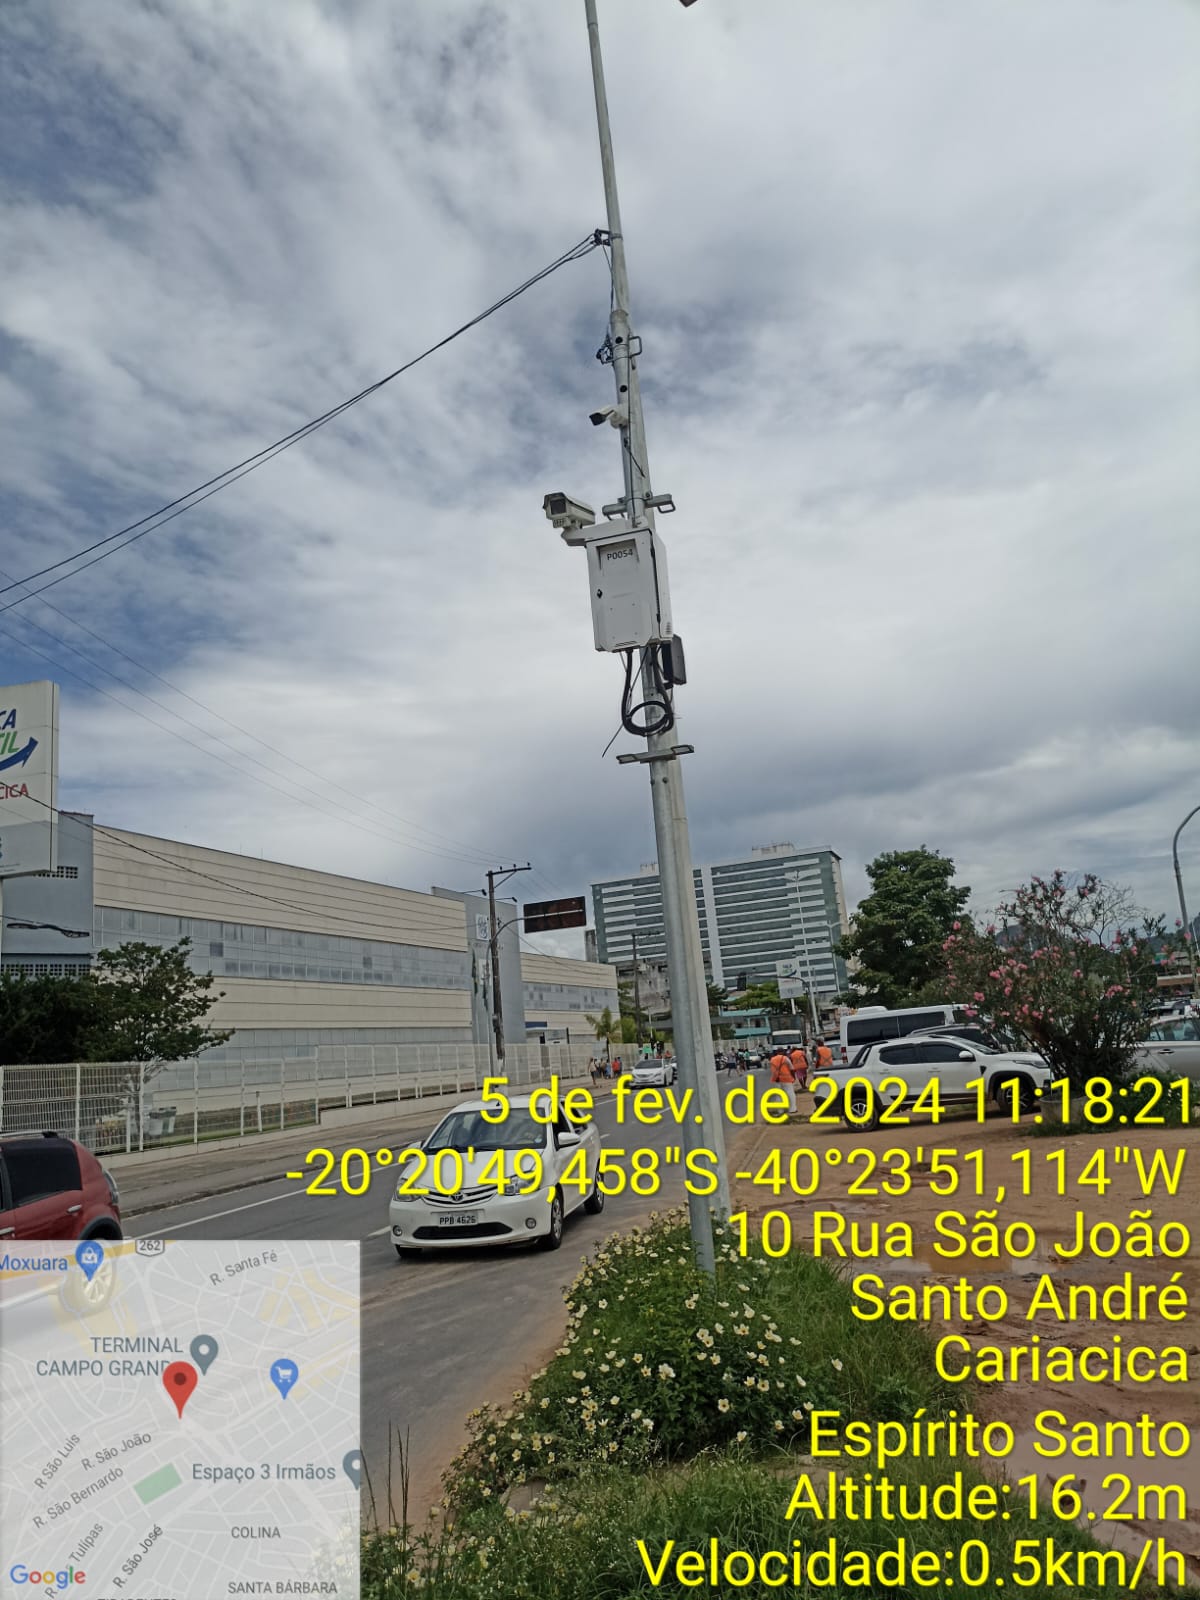 P0054
CA
TIL
CICA
PPB 4626
5 de fev. de 2024 11:18:21
-20°20'49,458"S -40°23'51,114"W
10 Rua São João
Santo André
Cariacica
Espírito Santo
Altitude:16.2m
Velocidade:0.5km/h
Moxuara
262
R. Santa Fé
TERMINAL
CAMPO GRAND
R São Luis
R. São João
R. São Bernardo
Espaço 3 Irmãos
R. Tulipas
R. São José
COLINA
SANTA BÁRBARA
Google